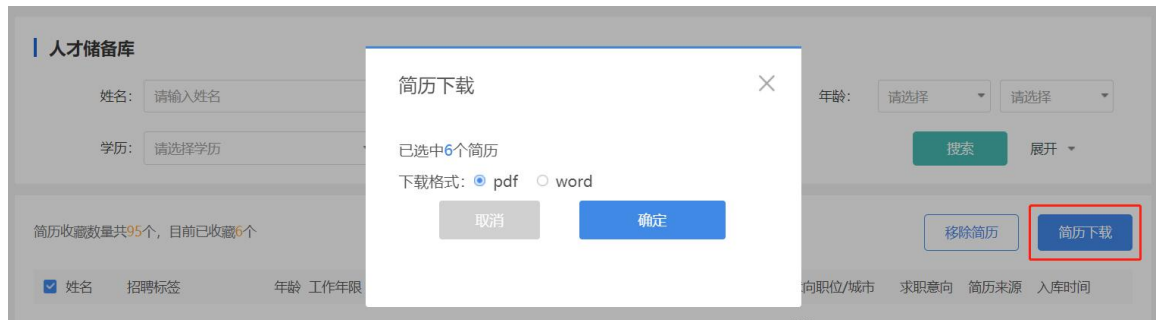 人才储备库
姓名： 请输入姓名
年龄： 请选择 请选择
学历： 请选择学历
搜索 展开
简历下载
已选中6个简历
下载格式： pdf word
取消 确定
简历收藏数量共95个，目前已收藏6个
移除简历 简历下载
姓名 招聘标签 年龄 工作年限 向职位/城市 求职意向 简历来源 入库时间